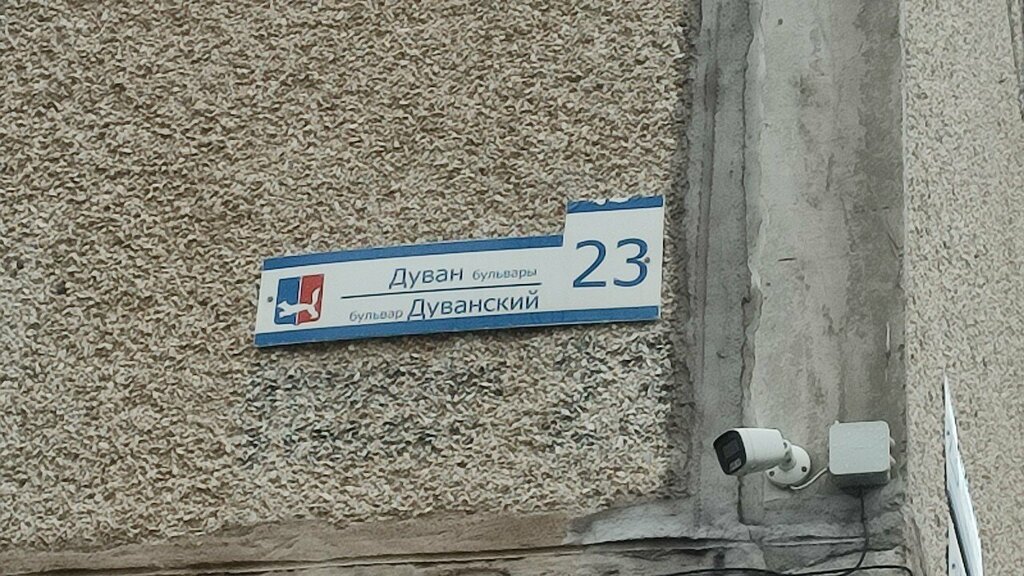 Дуван бульвары
бульвар Дуванский
23